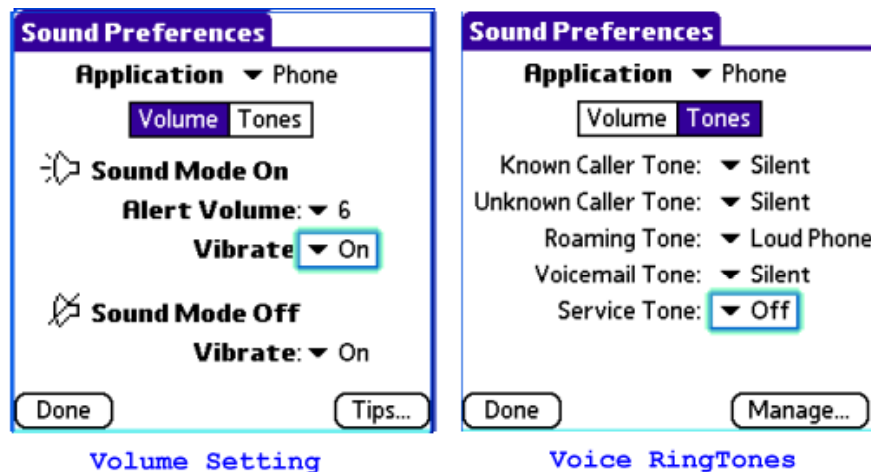 Sound Preferences
Application Phone
Volume Tones
Sound Mode On
Alert Volume: 6
Vibrate On
Sound Mode Off
Vibrate: On
Done Tips...
Volume Setting
Sound Preferences
Application Phone
Volume Tones
Known Caller Tone: Silent
Unknown Caller Tone: Silent
Roaming Tone: Loud Phone
Voicemail Tone: Silent
Service Tone: Off
Done Manage...
Voice RingTones